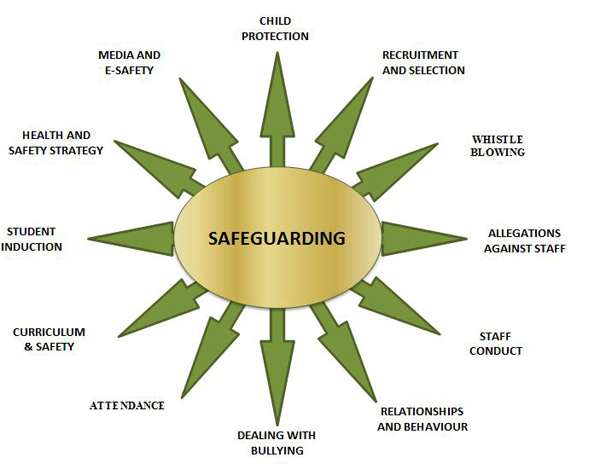 CHILD
PROTECTION
RECRUITMENT
AND SELECTION
WHISTLE
BLOWING
ALLEGATIONS
AGAINST STAFF
STAFF
CONDUCT
RELATIONSHIPS
AND BEHAVIOUR
DEALING WITH
BULLYING
ATTENDANCE
CURRICULUM
& SAFETY
STUDENT
INDUCTION
HEALTH AND
SAFETY STRATEGY
MEDIA AND
E-SAFETY
SAFEGUARDING